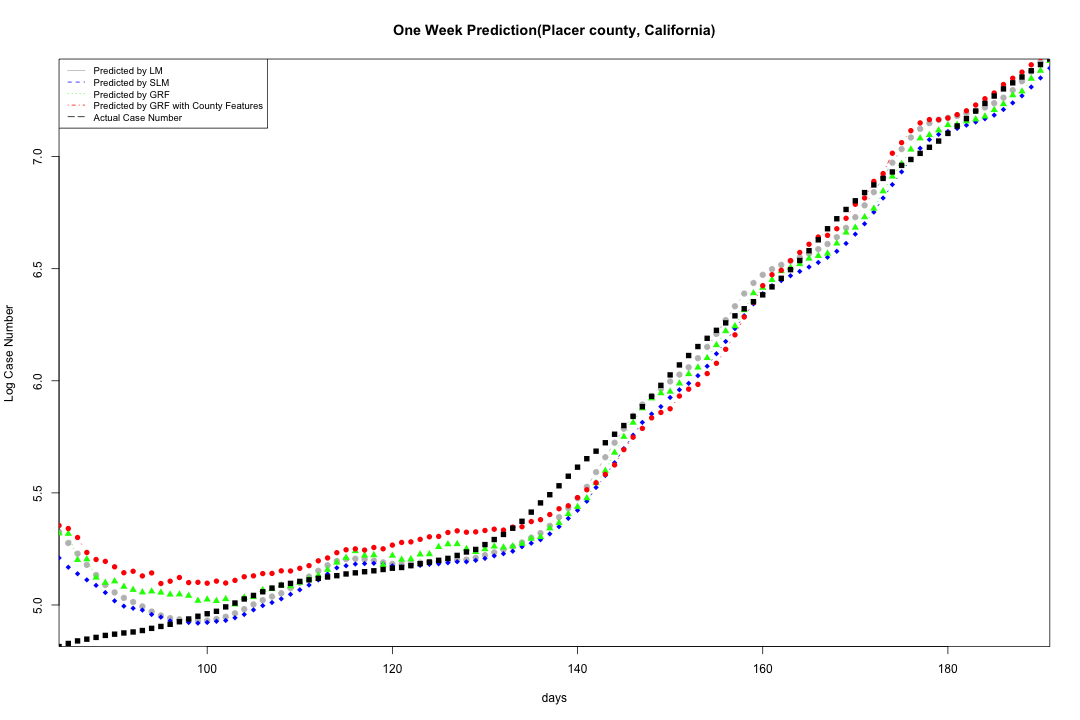 One Week Prediction(Placer county, California)
Predicted by LM
Predicted by SLM
Predicted by GRF
Predicted by GRF with County Features
Actual Case Number
7.0
6.5
6.0
5.5
5.0
Log Case Number
100 120 140 160 180
days